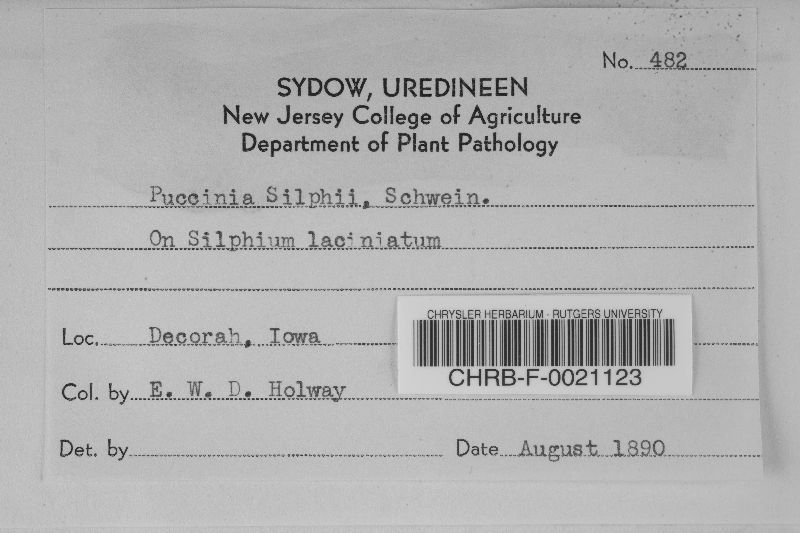 No. 482
SYDOW, UREDINEEN
New Jersey College of Agriculture
Department of Plant Pathology
Puccinia Silphii, Schwein.
On Silphium laciniatum
CHRYSLER HERBARIUM - RUTGERS UNIVERSITY
Loc. Decorah, Iowa
CHRB-F-0021123
Col. by E. W. D. Holway
Det. by
Date August 1890